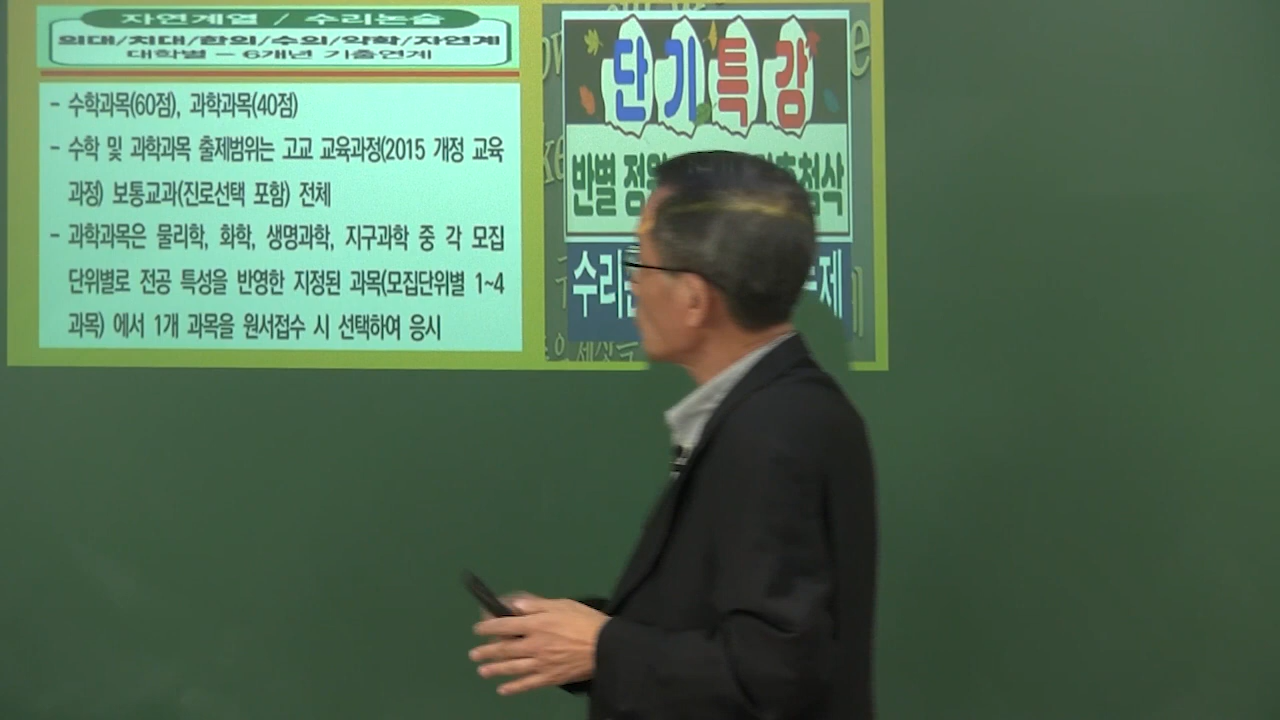 자연계열 / 수리논술
의대/치대/한의/수의/약학/자연계
대학별 - 6개년 기출연계
- 수학과목(60점), 과학과목(40점)
- 수학 및 과학과목 출제범위는 고교 교육과정(2015 개정 교육
과정) 보통교과(진로선택 포함) 전체
- 과학과목은 물리학, 화학, 생명과학, 지구과학 중 각 모집
단위별로 전공 특성을 반영한 지정된 과목(모집단위별 1~4
과목) 에서 1개 과목을 원서접수 시 선택하여 응시
단기특강
반별 첨삭
수리